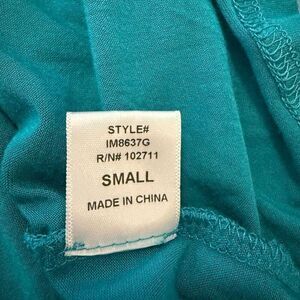 STYLE#
IM8637G
R/N# 102711
SMALL
MADE IN CHINA